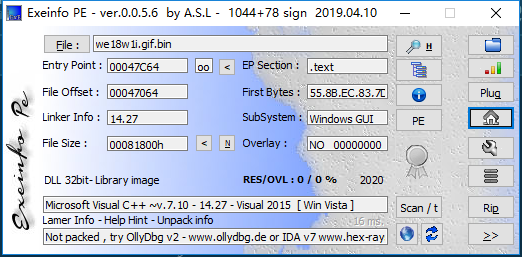 Exeinfo PE - ver.0.0.5.6 by A.S.L - 1044+78 sign 2019.04.10
File : we18w1i.gif.bin H
Entry Point : 00047C64 oo < EP Section : .text
File Offset : 00047064 First Bytes : 55.8B.EC.83.7D Plug
Linker Info : 14.27 SubSystem : Windows GUI PE
File Size : 00081800h < N Overlay : NO 00000000
DLL 32bit- Library image RES/OVL : 0 / 0 % 2020
Microsoft Visual C++ ~v.7.10 - 14.27 - Visual 2015 [ Win Vista ] Scan / t Rip
Lamer Info - Help Hint - Unpack info 16 ms.
Not packed , try OllyDbg v2 - www.ollydbg.de or IDA v7 www.hex-ray >>
Exeinfo Pe